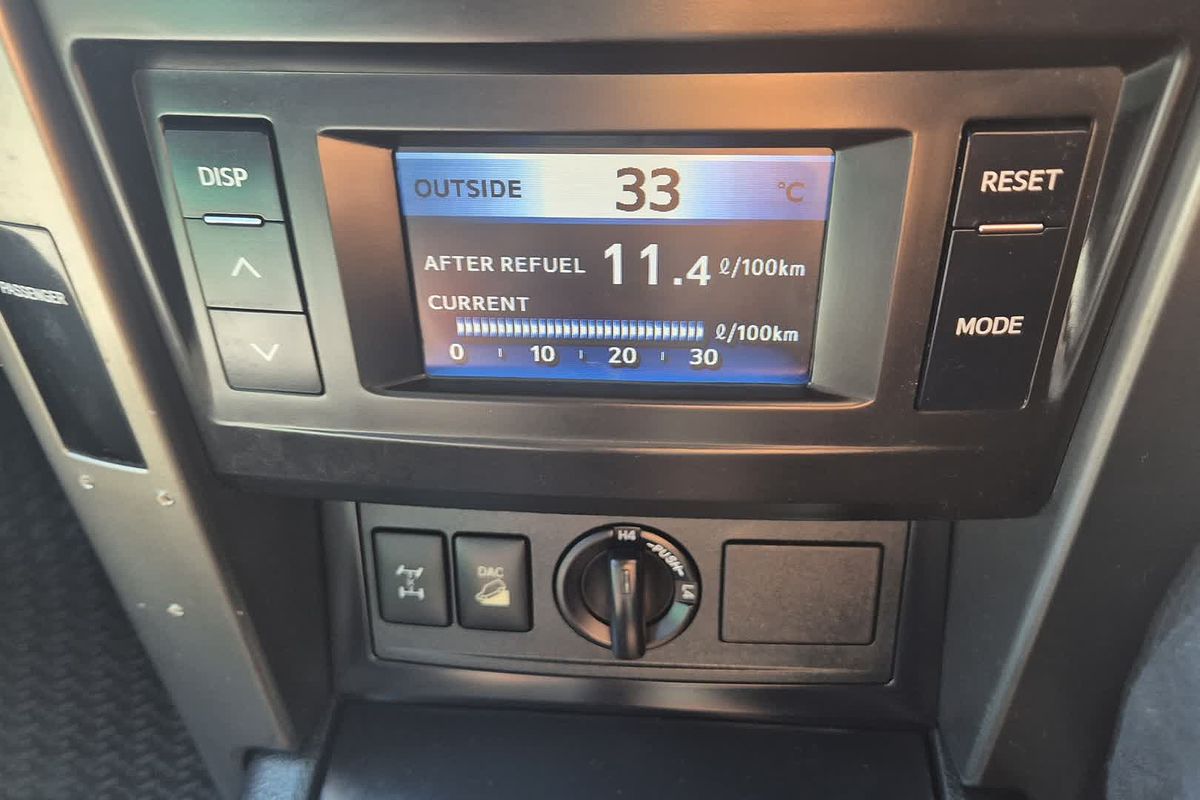 DISP
OUTSIDE 33 °C
AFTER REFUEL 11.4 ℓ/100km
CURRENT
ℓ/100km
0 10 20 30
RESET
MODE
PASSENGER
DAC
H4
-PUSH-
L4